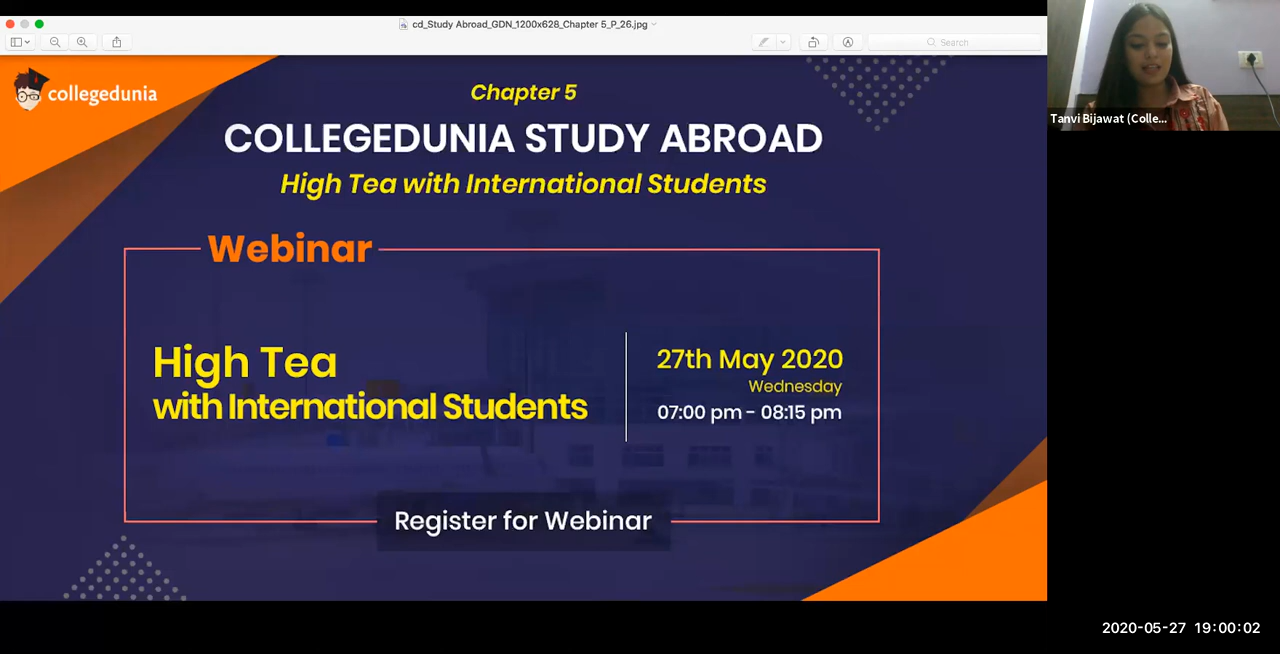 cd_Study Abroad_GDN_1200x628_Chapter 5_P_26.jpg
Search
collegedunia
Chapter 5
COLLEGEDUNIA STUDY ABROAD
High Tea with International Students
Webinar
High Tea
with International Students
27th May 2020
Wednesday
07:00 pm - 08:15 pm
Register for Webinar
Tanvi Bijawat (Colle...
2020-05-27 19:00:02